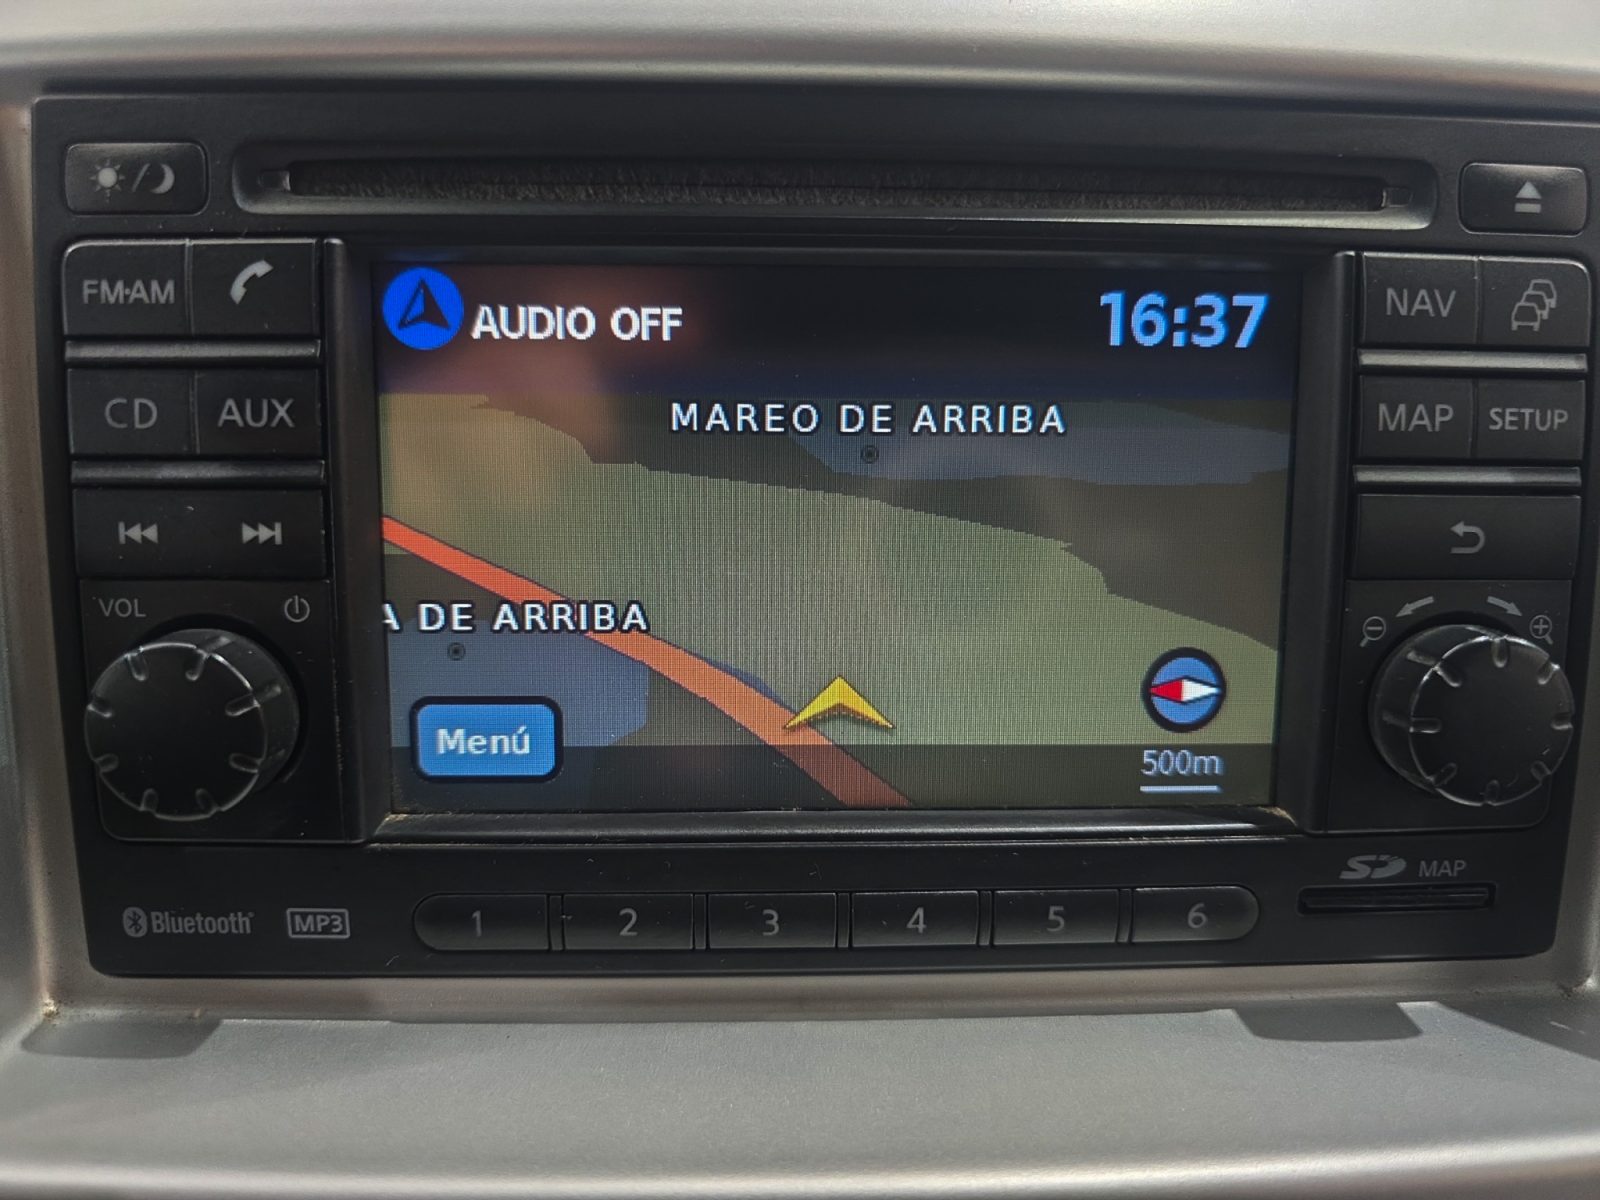 FM·AM
AUDIO OFF
16:37
NAV
CD
AUX
MAREO DE ARRIBA
MAP
SETUP
VOL
A DE ARRIBA
Menú
500m
Bluetooth
MP3
1
2
3
4
5
6
SD
MAP